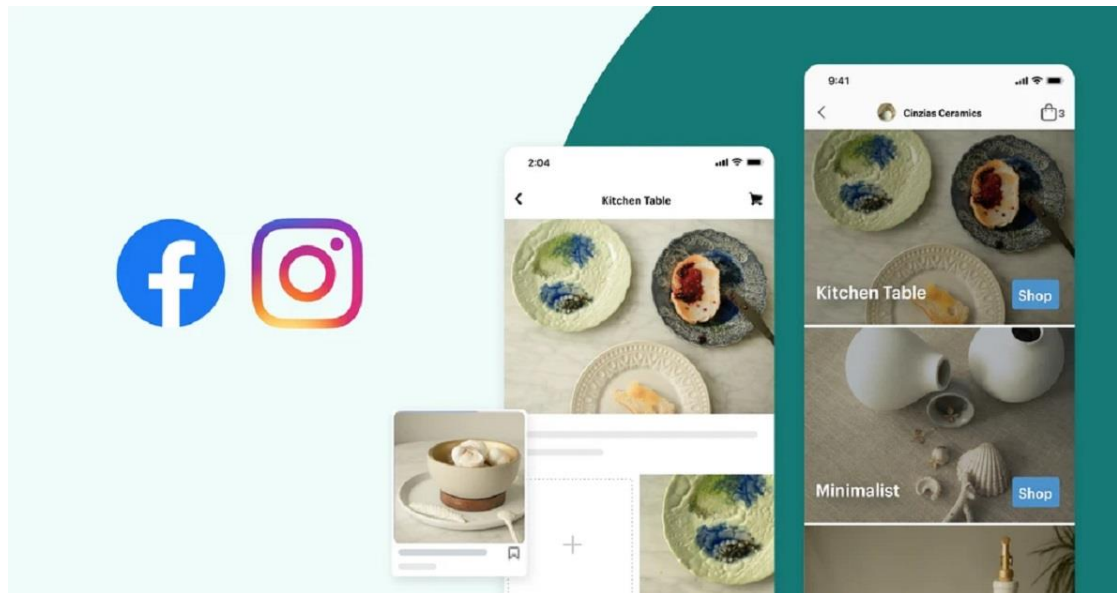 9:41
Cinzias Ceramics
3
2:04
Kitchen Table
Kitchen Table
Shop
Minimalist
Shop